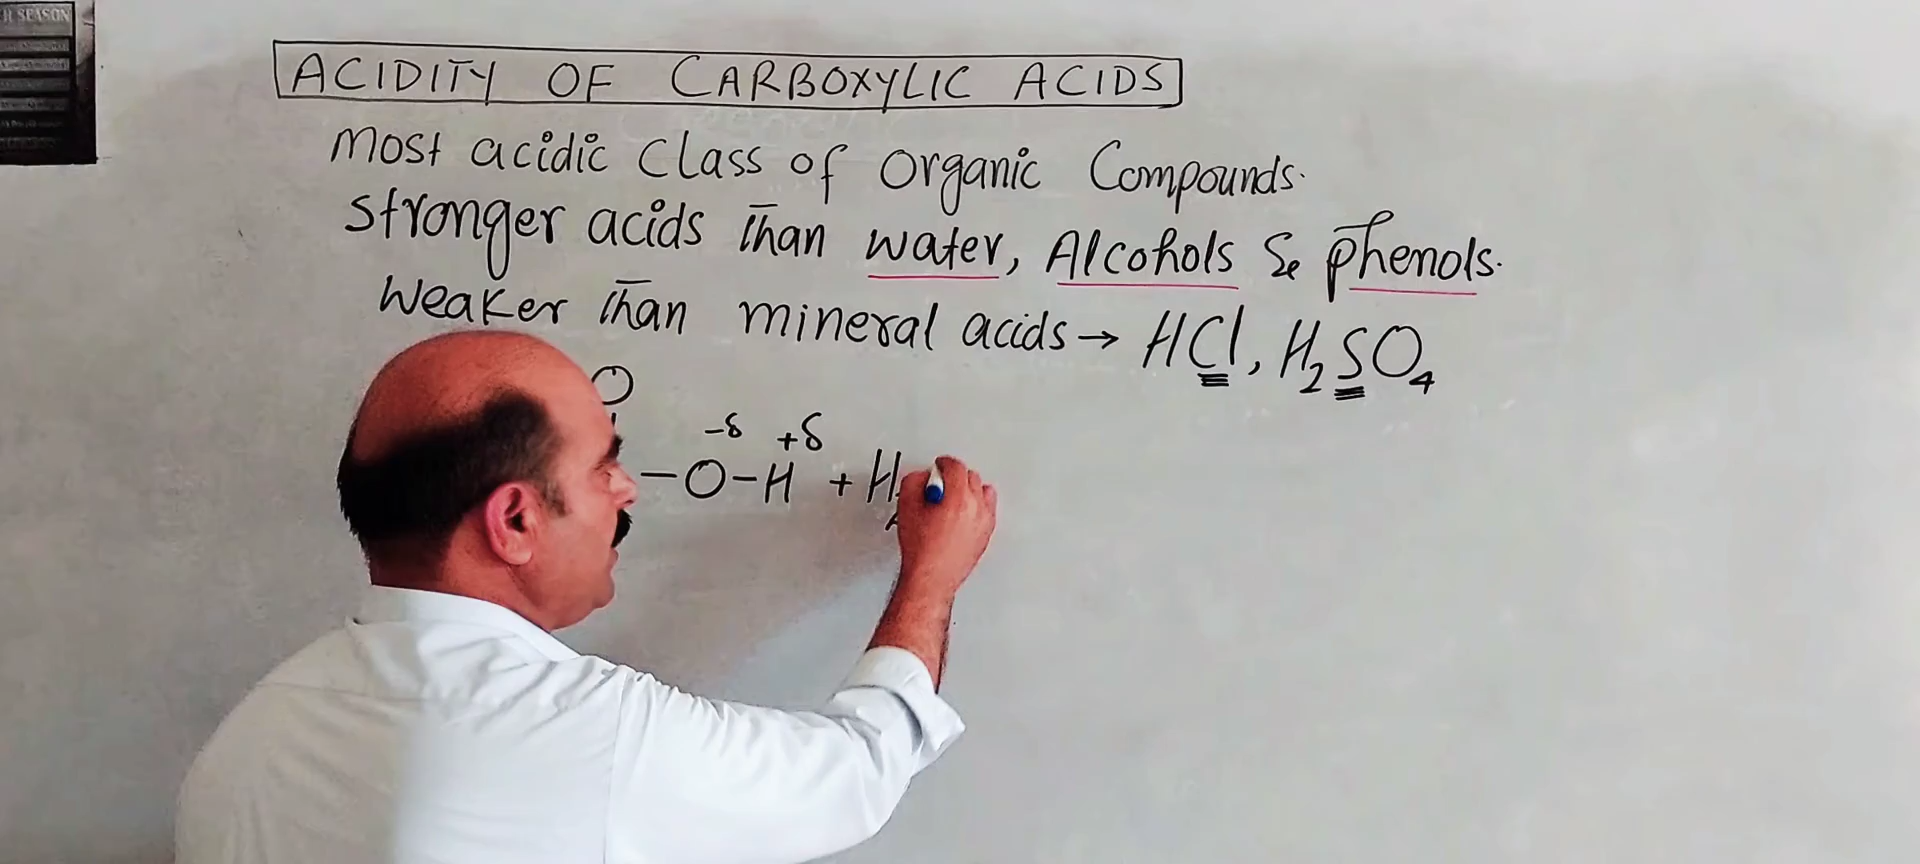 H SEASON
ACIDITY OF CARBOXYLIC ACIDS
Most acidic Class of Organic Compounds.
Stronger acids Than water, Alcohols & phenols.
Weaker Than mineral acids → HCl, H₂SO₄
O
-δ +δ
-O-H + H